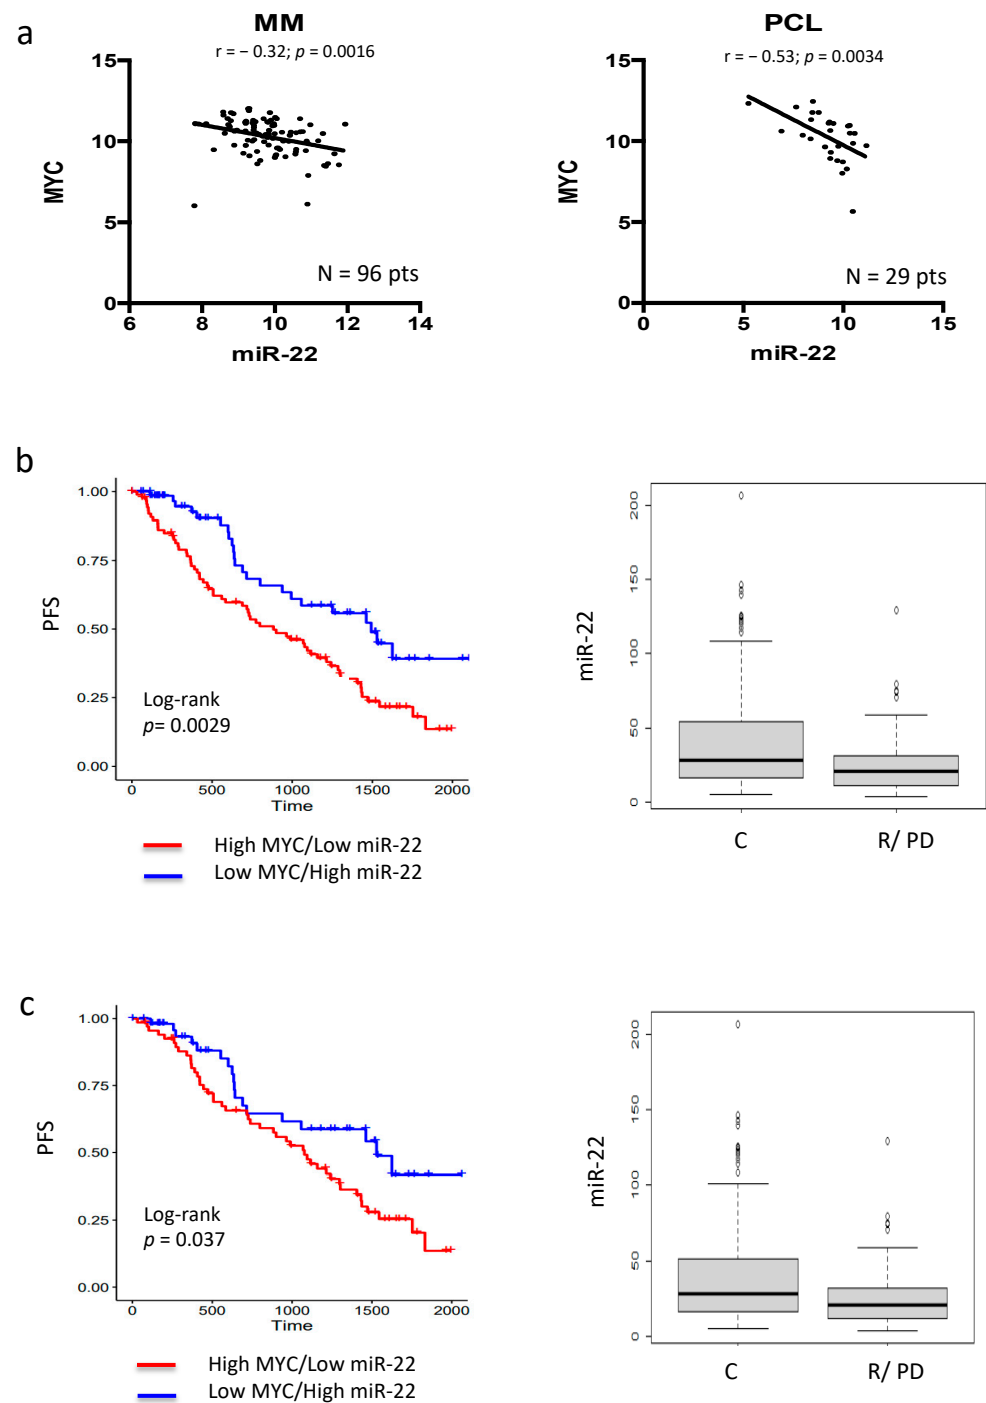 a
MM
r = – 0.32; p = 0.0016
15
10
5
0
MYC
6 8 10 12 14
miR-22
N = 96 pts
PCL
r = – 0.53; p = 0.0034
15
10
5
0
MYC
0 5 10 15
miR-22
N = 29 pts
b
1.00
0.75
0.50
0.25
0.00
PFS
Log-rank
p= 0.0029
0 500 1000 1500 2000
Time
High MYC/Low miR-22
Low MYC/High miR-22
200
150
100
50
0
miR-22
C R/ PD
c
1.00
0.75
0.50
0.25
0.00
PFS
Log-rank
p = 0.037
0 500 1000 1500 2000
Time
High MYC/Low miR-22
Low MYC/High miR-22
200
150
100
50
0
miR-22
C R/ PD